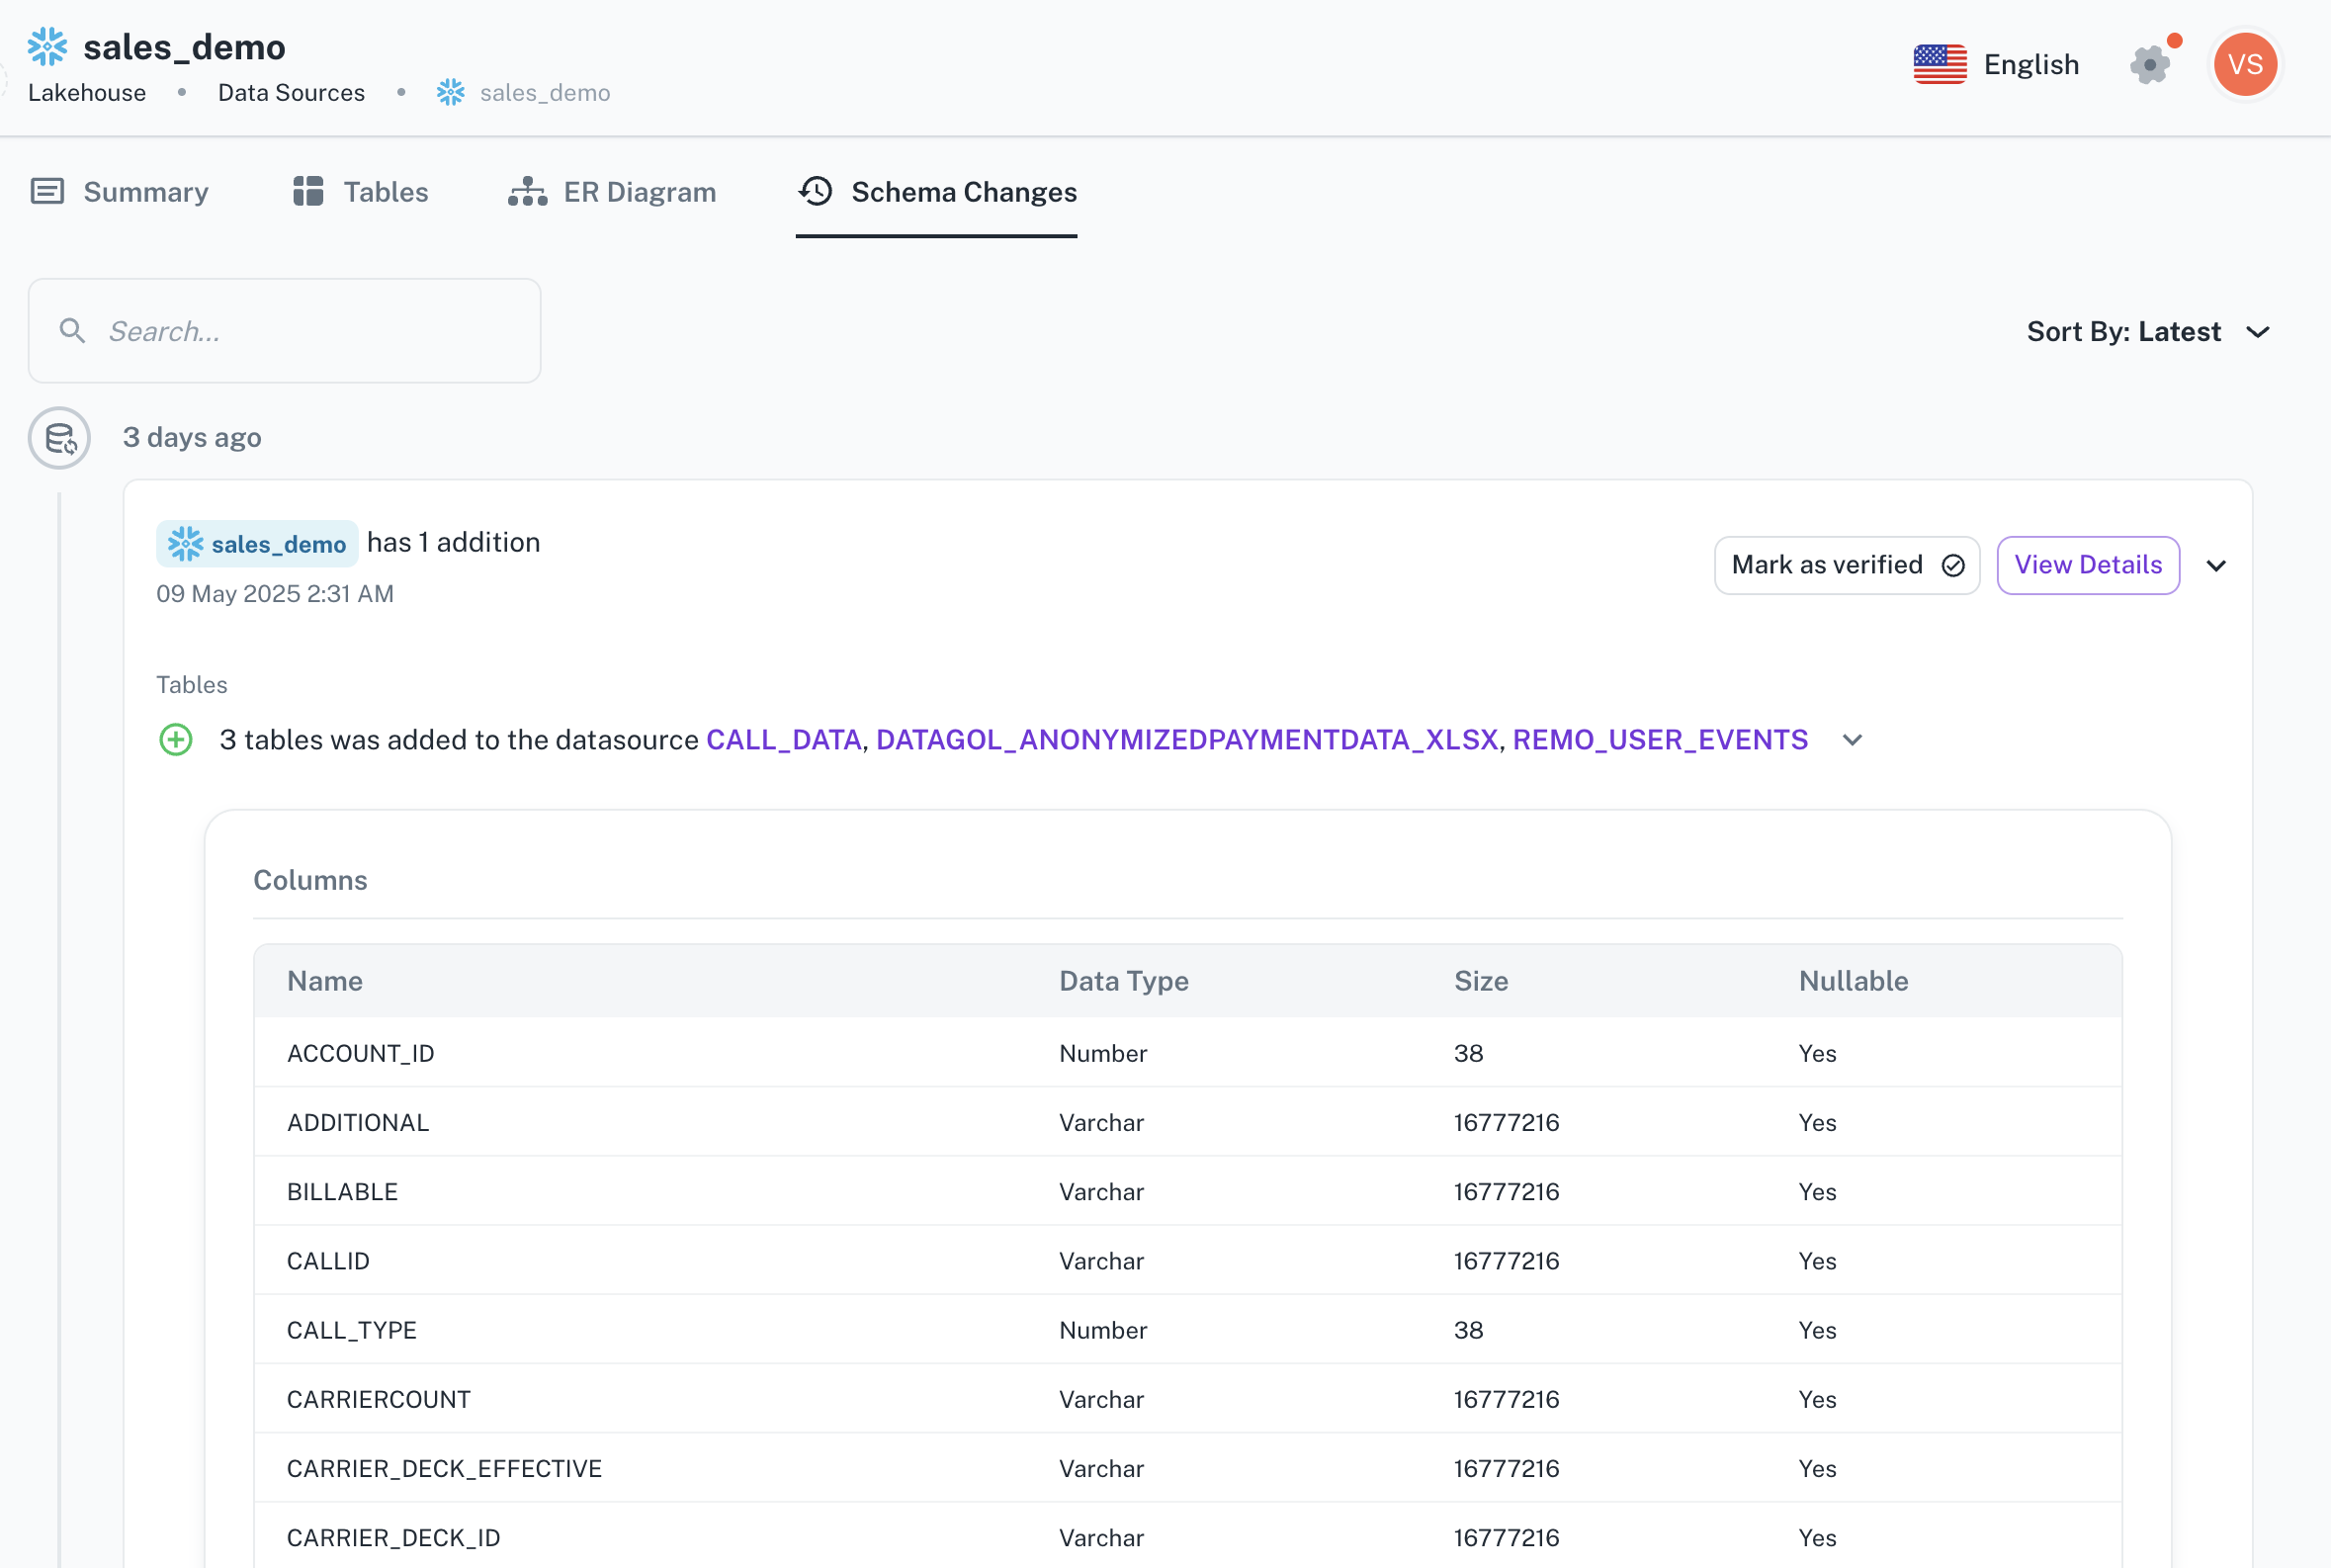 sales_demo
Lakehouse • Data Sources • sales_demo
English
VS
Summary
Tables
ER Diagram
Schema Changes
Search...
Sort By: Latest
3 days ago
sales_demo has 1 addition
09 May 2025 2:31 AM
Mark as verified
View Details
Tables
3 tables was added to the datasource CALL_DATA, DATAGOL_ANONYMIZEDPAYMENTDATA_XLSX, REMO_USER_EVENTS
Columns
Name Data Type Size Nullable
ACCOUNT_ID Number 38 Yes
ADDITIONAL Varchar 16777216 Yes
BILLABLE Varchar 16777216 Yes
CALLID Varchar 16777216 Yes
CALL_TYPE Number 38 Yes
CARRIERCOUNT Varchar 16777216 Yes
CARRIER_DECK_EFFECTIVE Varchar 16777216 Yes
CARRIER_DECK_ID Varchar 16777216 Yes